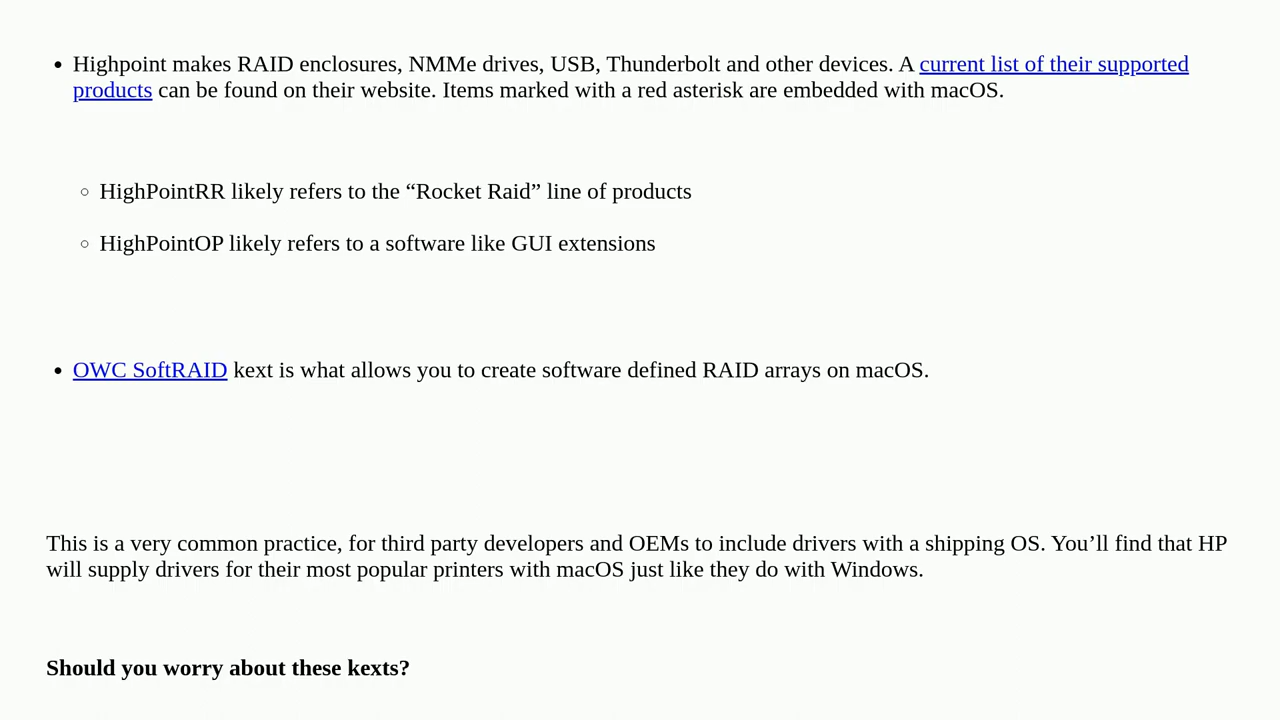 Highpoint makes RAID enclosures, NMMe drives, USB, Thunderbolt and other devices. A current list of their supported
products can be found on their website. Items marked with a red asterisk are embedded with macOS.
HighPointRR likely refers to the “Rocket Raid” line of products
HighPointOP likely refers to a software like GUI extensions
OWC SoftRAID kext is what allows you to create software defined RAID arrays on macOS.
This is a very common practice, for third party developers and OEMs to include drivers with a shipping OS. You’ll find that HP
will supply drivers for their most popular printers with macOS just like they do with Windows.
Should you worry about these kexts?